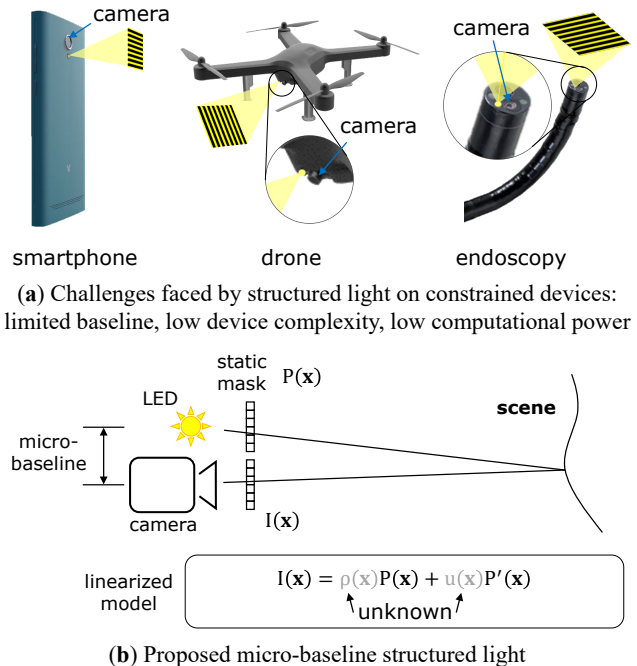 camera
camera
camera
smartphone
drone
endoscopy
(a) Challenges faced by structured light on constrained devices:
limited baseline, low device complexity, low computational power
static
mask
P(x)
LED
scene
micro-
baseline
camera
I(x)
linearized
model
I(x) = ρ(x)P(x) + u(x)P′(x)
unknown
(b) Proposed micro-baseline structured light